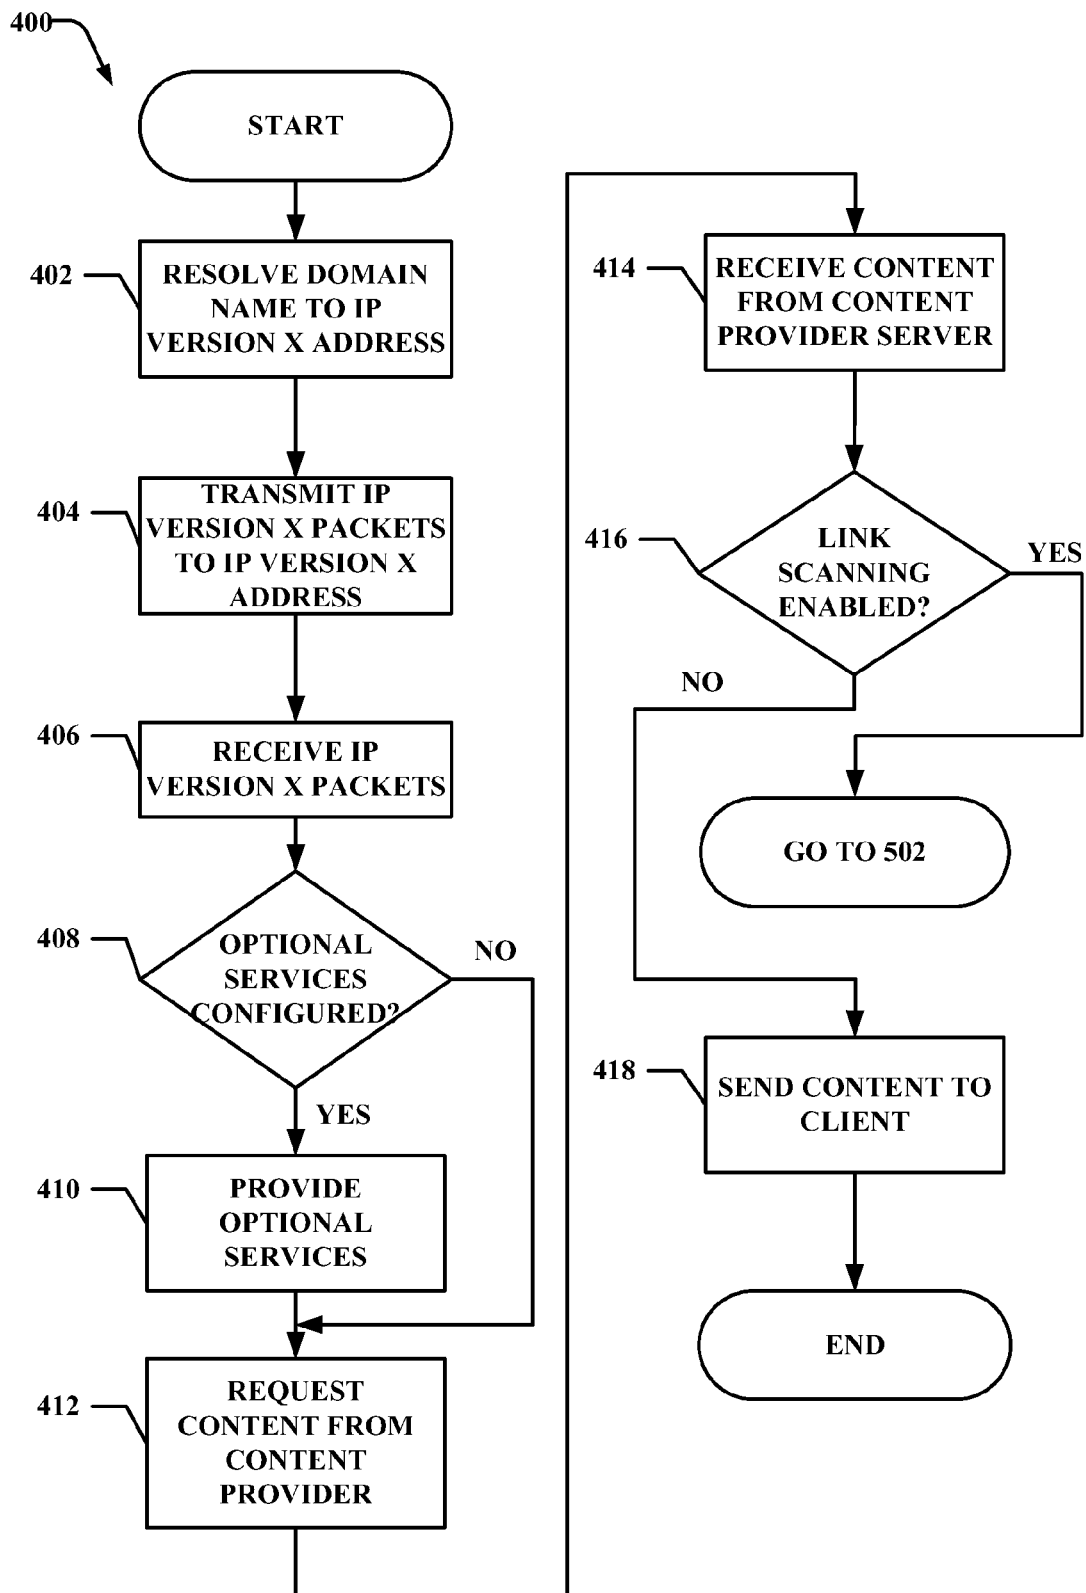 400
START
402
RESOLVE DOMAIN
NAME TO IP
VERSION X ADDRESS
404
TRANSMIT IP
VERSION X PACKETS
TO IP VERSION X
ADDRESS
406
RECEIVE IP
VERSION X PACKETS
408
OPTIONAL
SERVICES
CONFIGURED?
NO
YES
410
PROVIDE
OPTIONAL
SERVICES
412
REQUEST
CONTENT FROM
CONTENT
PROVIDER
414
RECEIVE CONTENT
FROM CONTENT
PROVIDER SERVER
416
LINK
SCANNING
ENABLED?
YES
NO
GO TO 502
418
SEND CONTENT TO
CLIENT
END